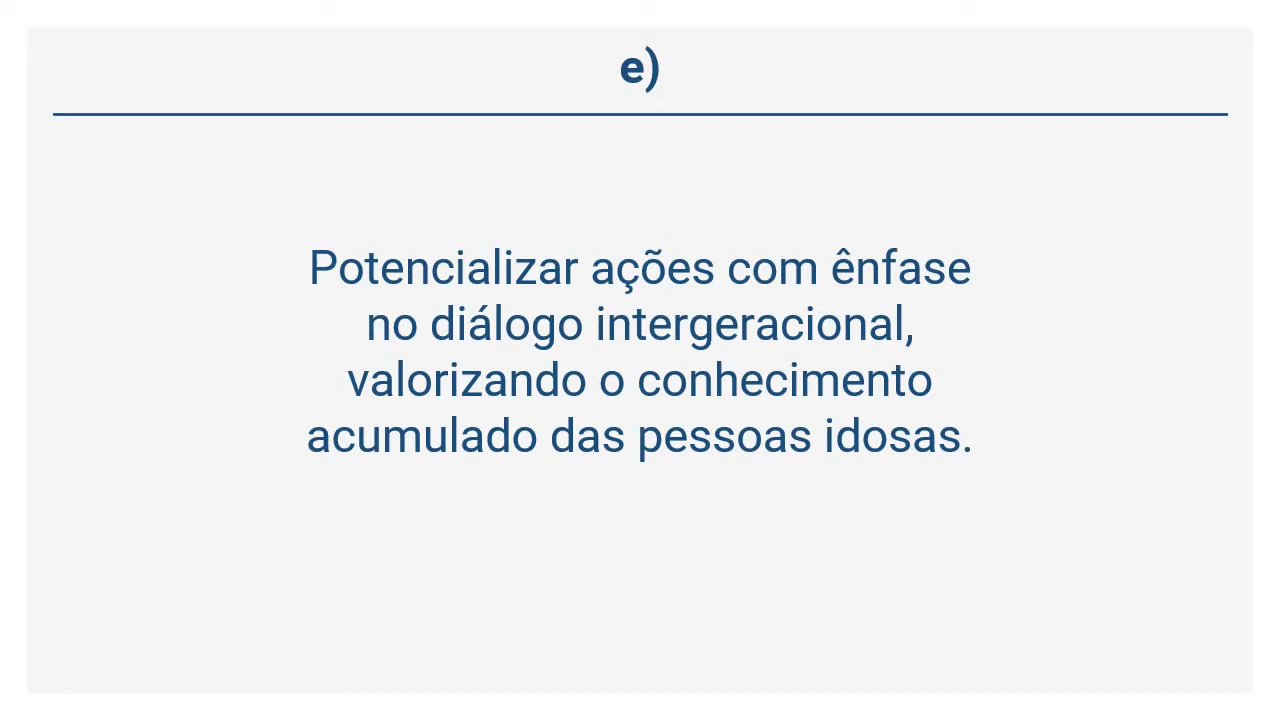 e)
Potencializar ações com ênfase
no diálogo intergeracional,
valorizando o conhecimento
acumulado das pessoas idosas.